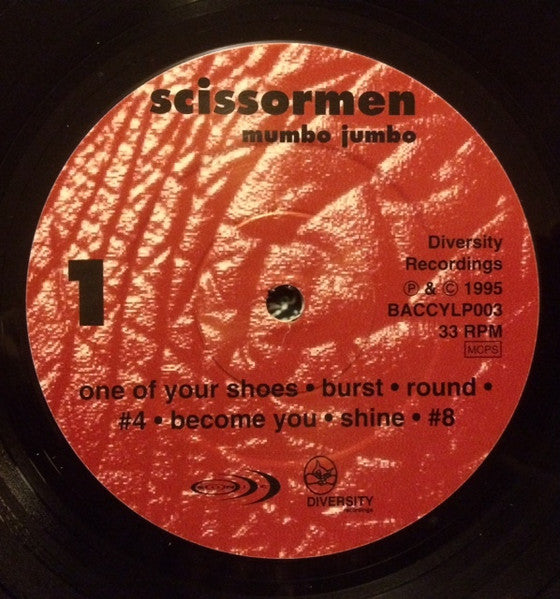 scissormen
mumbo jumbo
1
Diversity
Recordings
Ⓟ & © 1995
BACCYLP003
33 RPM
MCPS
one of your shoes • burst • round •
#4 • become you • shine • #8
DIVERSITY
recordings